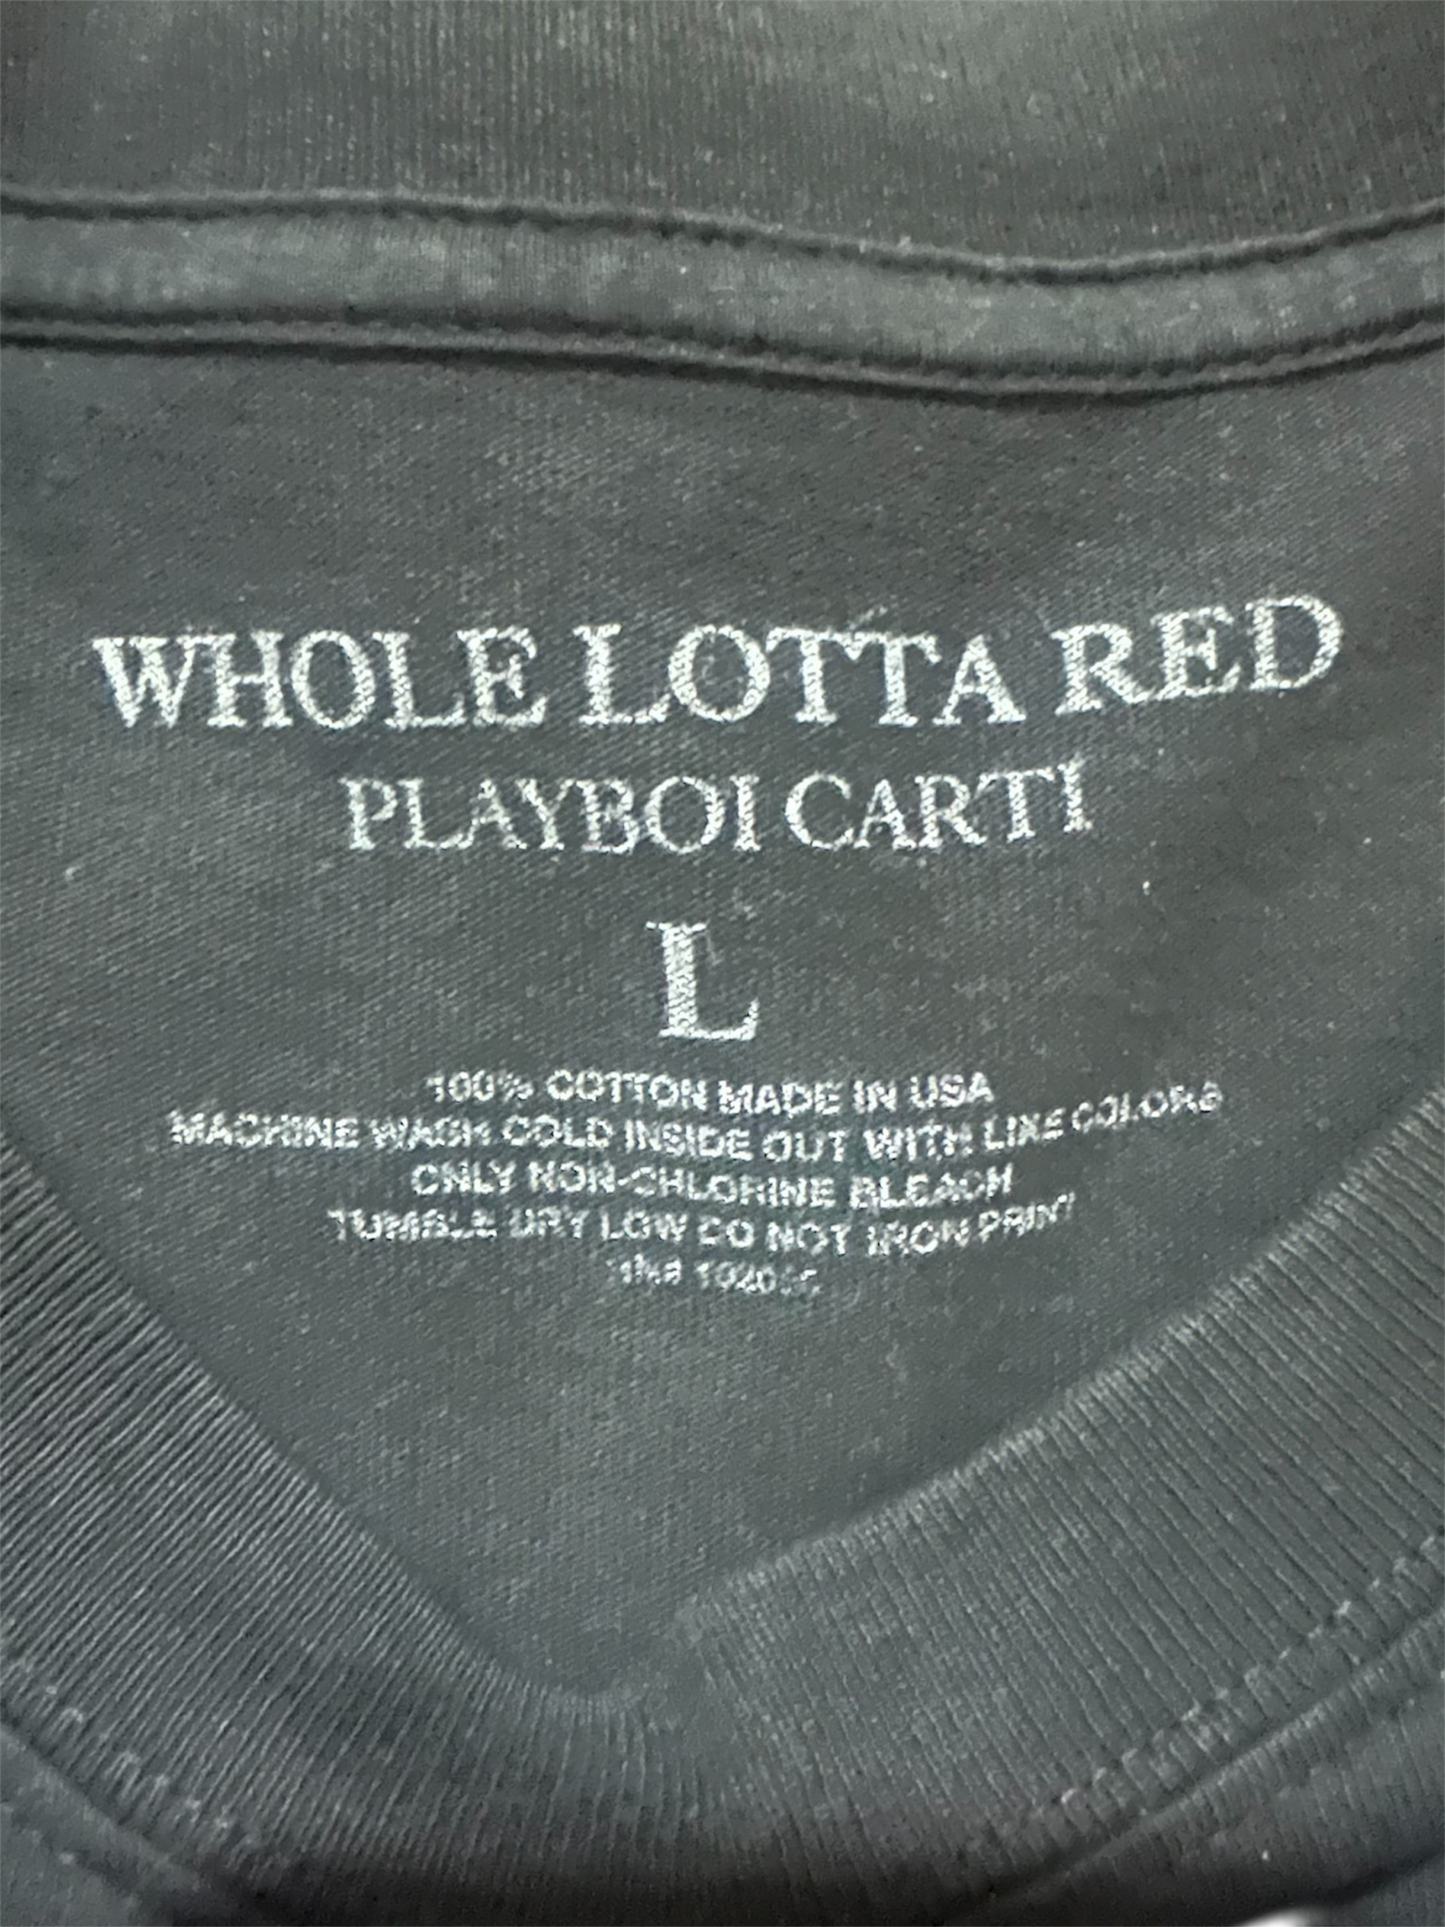 WHOLE LOTTA RED
PLAYBOI CARTI
L
100% COTTON MADE IN USA
MACHINE WASH COLD INSIDE OUT WITH LIKE COLORS
ONLY NON-CHLORINE BLEACH
TUMBLE DRY LOW DO NOT IRON PRINT